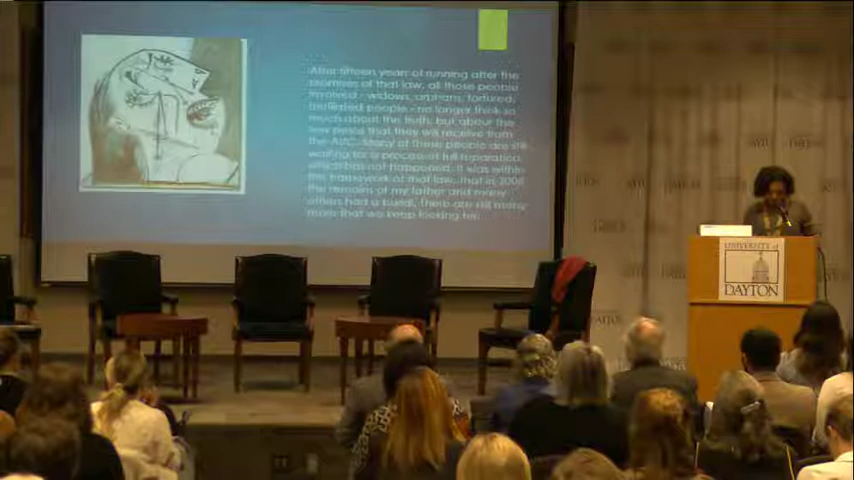 After fifteen years of running after the
promises of that law, all those people
involved - widows, orphans, tortured,
people - no longer think so
much about the truth, but about the
pesos that they will receive from
the Many of these people are still
waiting for a process of full reparation,
which has not happened. It was within
the framework of that law, that in 2008
the remains of my father and many
others had a burial, there are still many
more that we keep looking for.
UNIVERSITY of
DAYTON